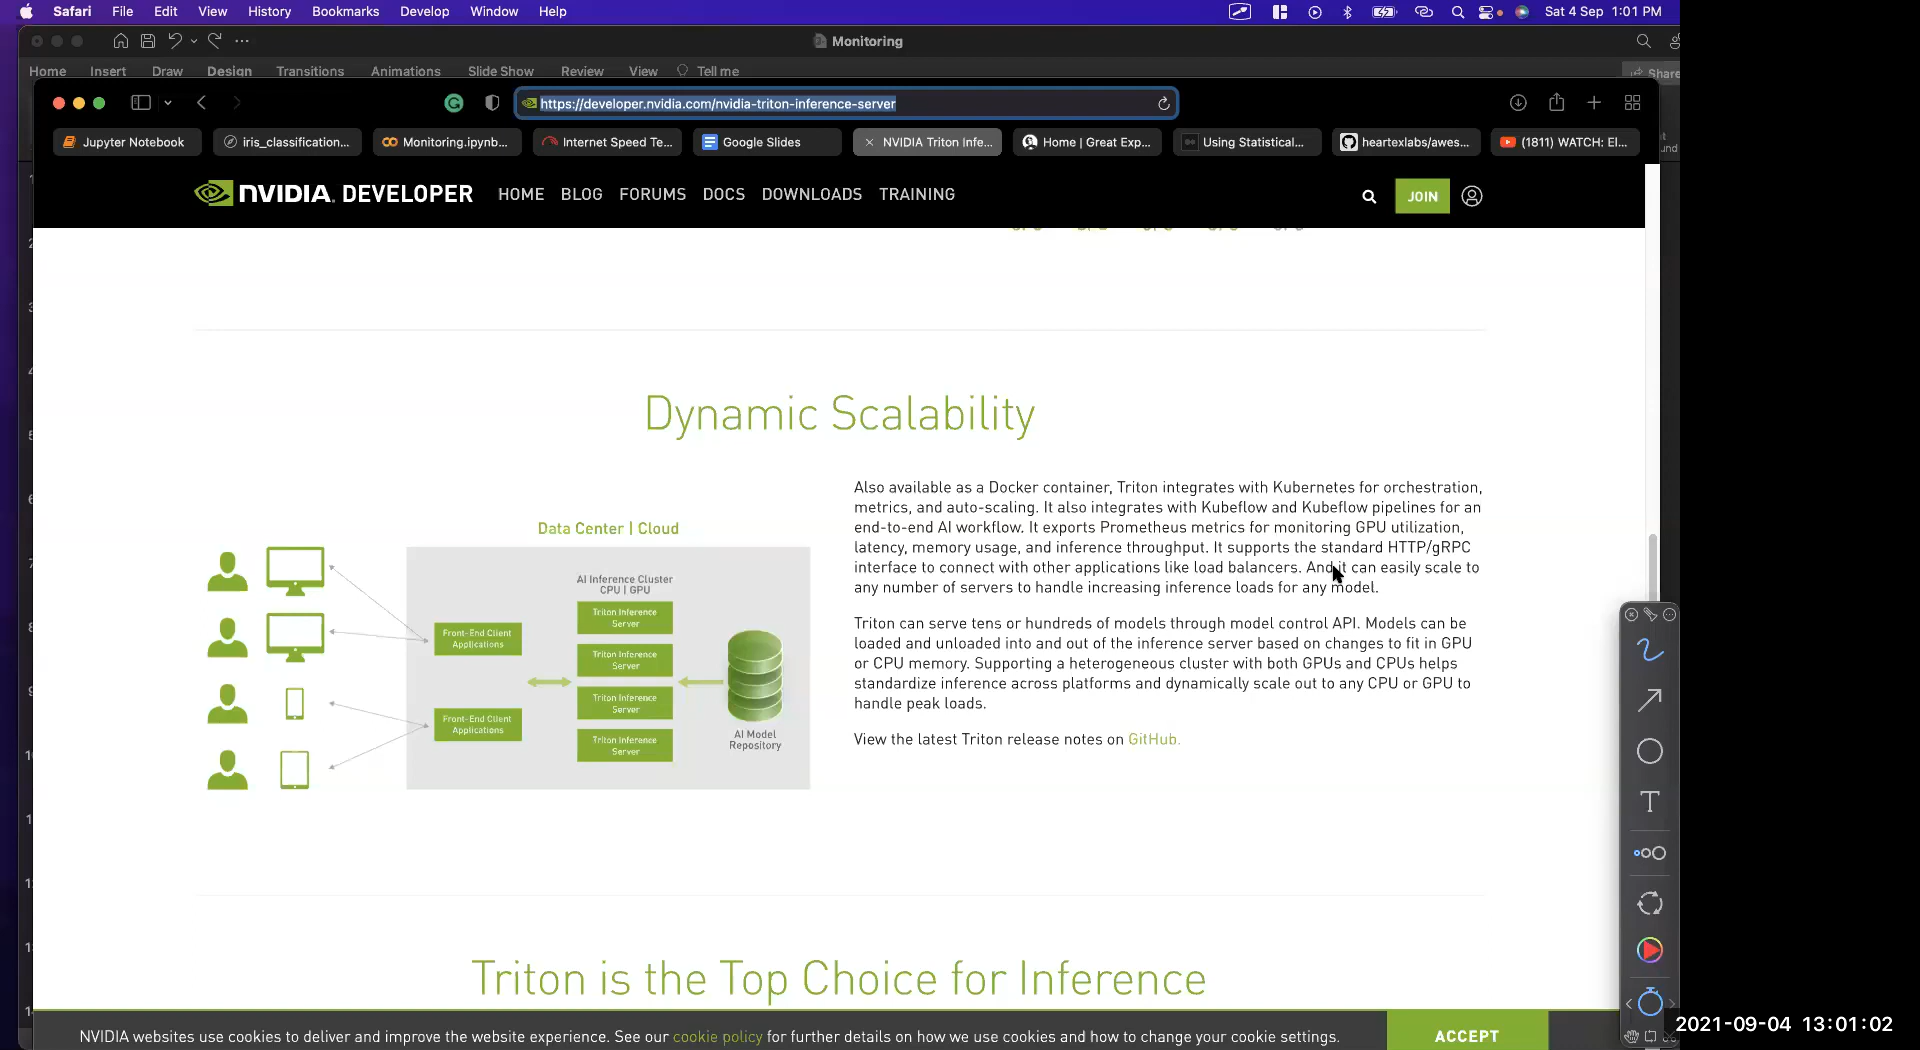 Safari File Edit View History Bookmarks Develop Window Help Sat 4 Sep 1:01 PM
Monitoring
Home Insert Draw Design Transitions Animations Slide Show Review View Tell me Share
https://developer.nvidia.com/nvidia-triton-inference-server
Jupyter Notebook iris_classification... Monitoring.ipynb... Internet Speed Te... Google Slides NVIDIA Triton Infe... Home | Great Exp... Using Statistical... heartexlabs/awes... (1811) WATCH: El...
NVIDIA. DEVELOPER HOME BLOG FORUMS DOCS DOWNLOADS TRAINING JOIN
Dynamic Scalability
Data Center | Cloud
AI Inference Cluster
CPU | GPU
Triton Inference
Server
Front-End Client
Applications
Triton Inference
Server
Triton Inference
Server
Front-End Client
Applications
Triton Inference
Server
AI Model
Repository
Also available as a Docker container, Triton integrates with Kubernetes for orchestration,
metrics, and auto-scaling. It also integrates with Kubeflow and Kubeflow pipelines for an
end-to-end AI workflow. It exports Prometheus metrics for monitoring GPU utilization,
latency, memory usage, and inference throughput. It supports the standard HTTP/gRPC
interface to connect with other applications like load balancers. And it can easily scale to
any number of servers to handle increasing inference loads for any model.
Triton can serve tens or hundreds of models through model control API. Models can be
loaded and unloaded into and out of the inference server based on changes to fit in GPU
or CPU memory. Supporting a heterogeneous cluster with both GPUs and CPUs helps
standardize inference across platforms and dynamically scale out to any CPU or GPU to
handle peak loads.
View the latest Triton release notes on GitHub.
Triton is the Top Choice for Inference
NVIDIA websites use cookies to deliver and improve the website experience. See our cookie policy for further details on how we use cookies and how to change your cookie settings. ACCEPT
2021-09-04 13:01:02